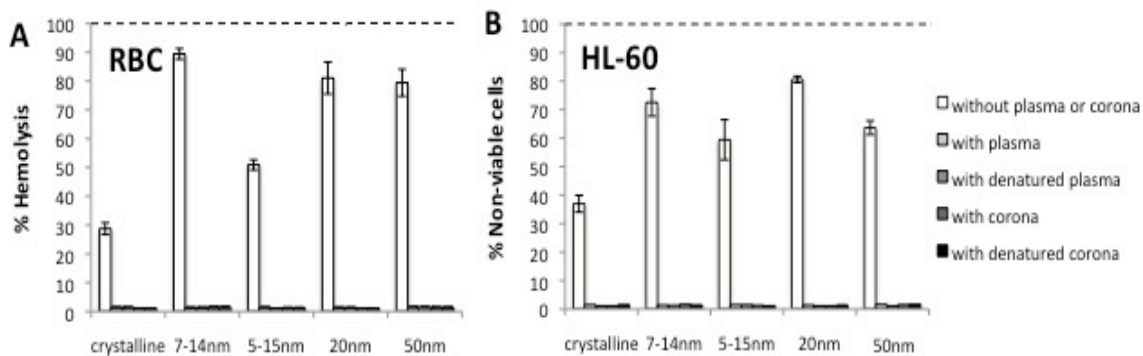 A
RBC
% Hemolysis
100
90
80
70
60
50
40
30
20
10
0
crystalline 7-14nm 5-15nm 20nm 50nm
B
HL-60
% Non-viable cells
100
90
80
70
60
50
40
30
20
10
0
crystalline 7-14nm 5-15nm 20nm 50nm
without plasma or corona
with plasma
with denatured plasma
with corona
with denatured corona